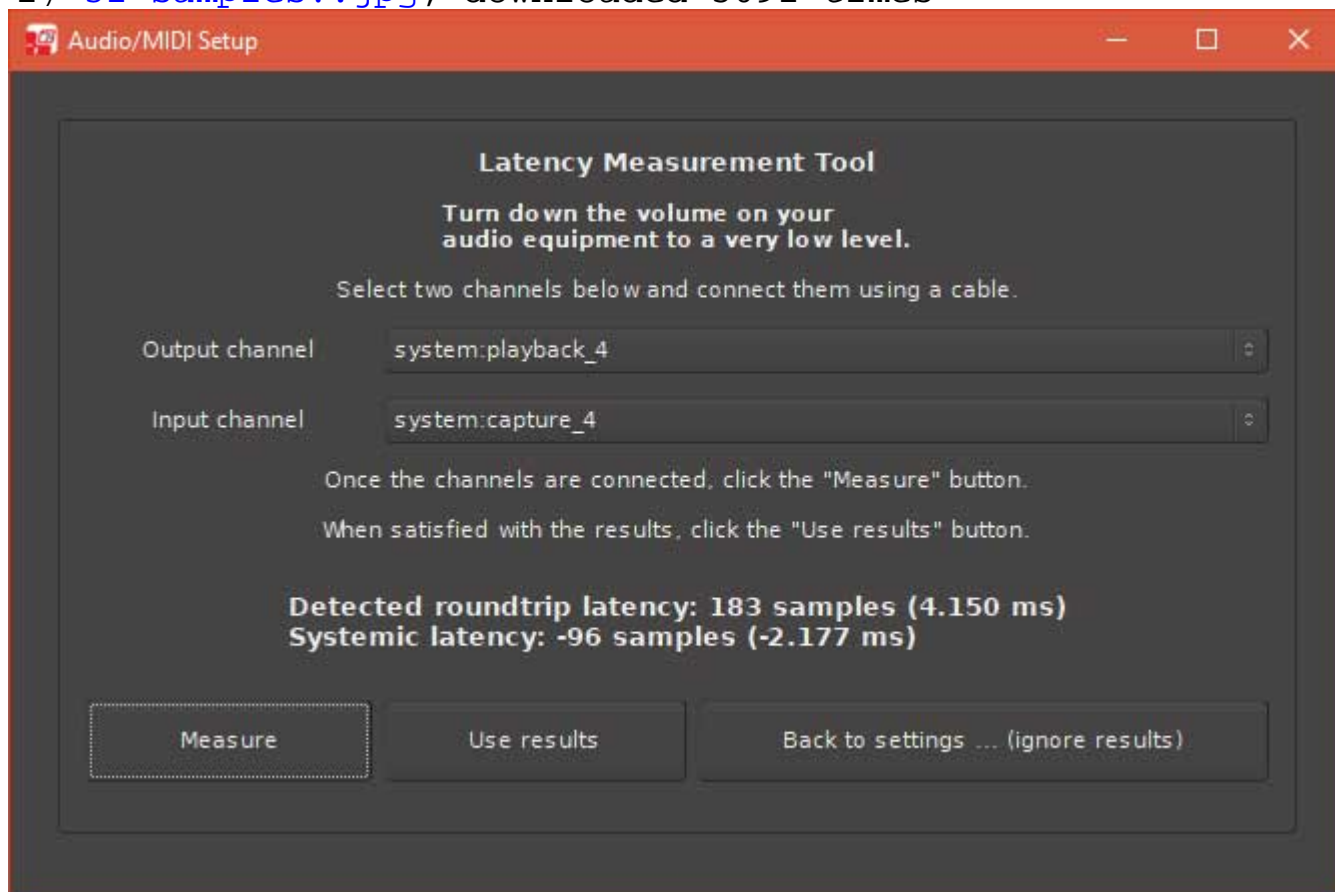 Audio/MIDI Setup
Latency Measurement Tool
Turn down the volume on your
audio equipment to a very low level.
Select two channels below and connect them using a cable.
Output channel system:playback_4
Input channel system:capture_4
Once the channels are connected, click the "Measure" button.
When satisfied with the results, click the "Use results" button.
Detected roundtrip latency: 183 samples (4.150 ms)
Systemic latency: -96 samples (-2.177 ms)
Measure Use results Back to settings ... (ignore results)